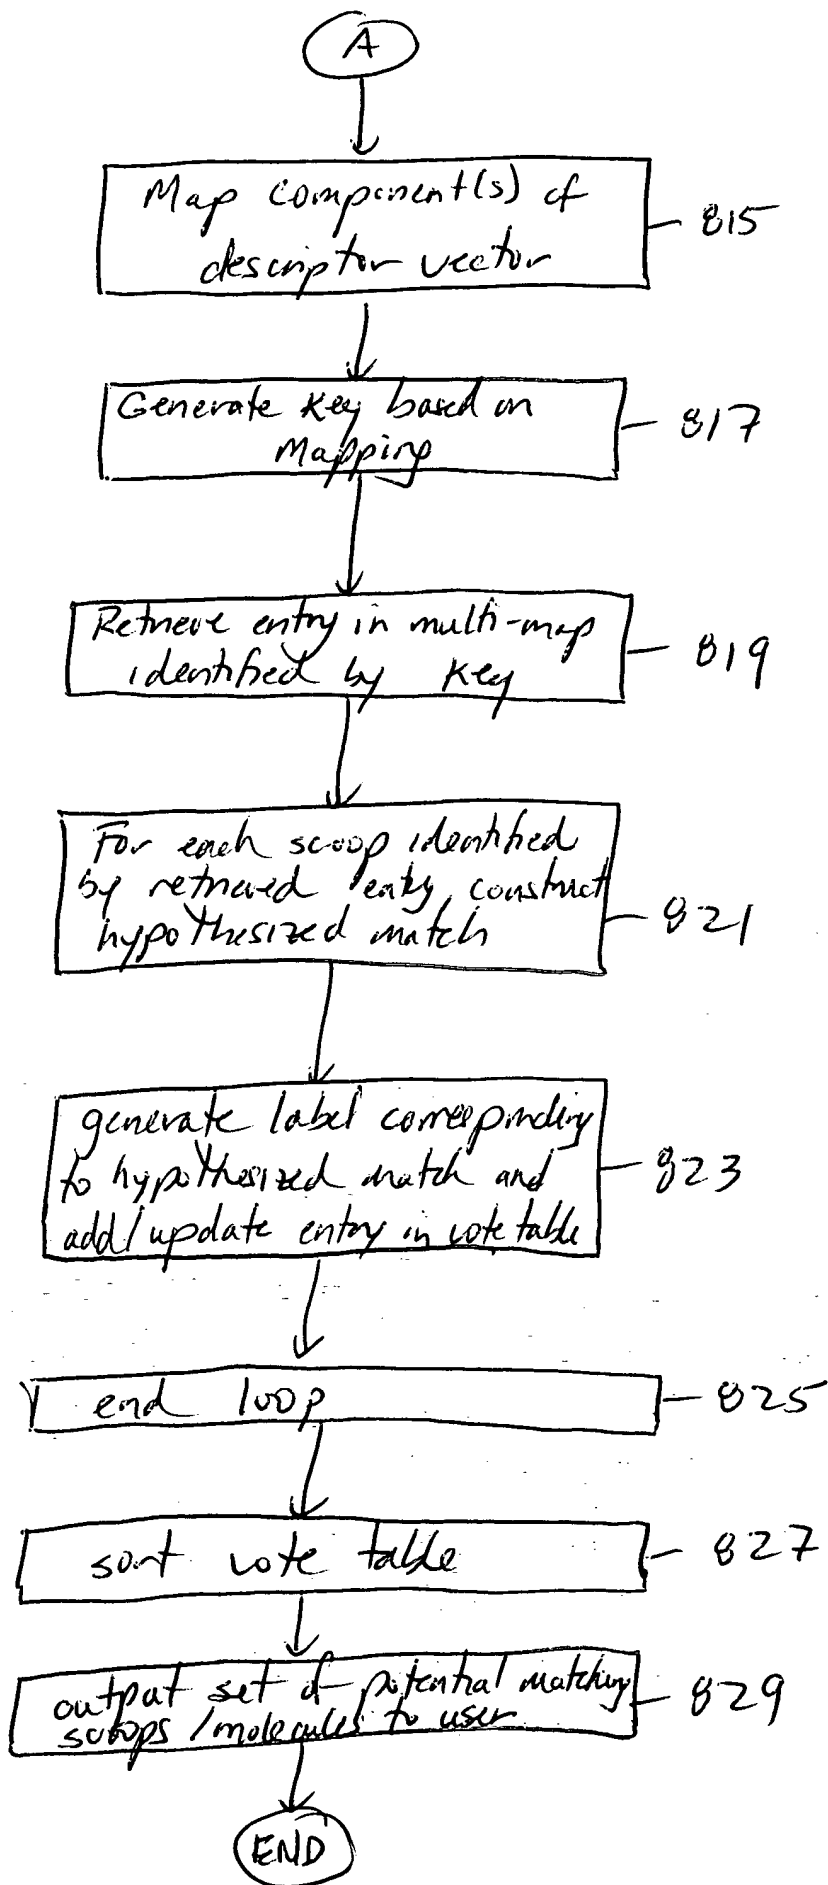 A
Map component(s) of
descriptor vector
815
Generate Key based on
Mapping
817
Retrieve entry in multi-map
identified by Key
819
For each scoop identified
by retrieved entry, construct
hypothesized match
821
generate label corresponding
to hypothesized match and
add/update entry in vote table
823
end loop
825
sort vote table
827
output set of potential matching
scoops/molecules to user
829
END